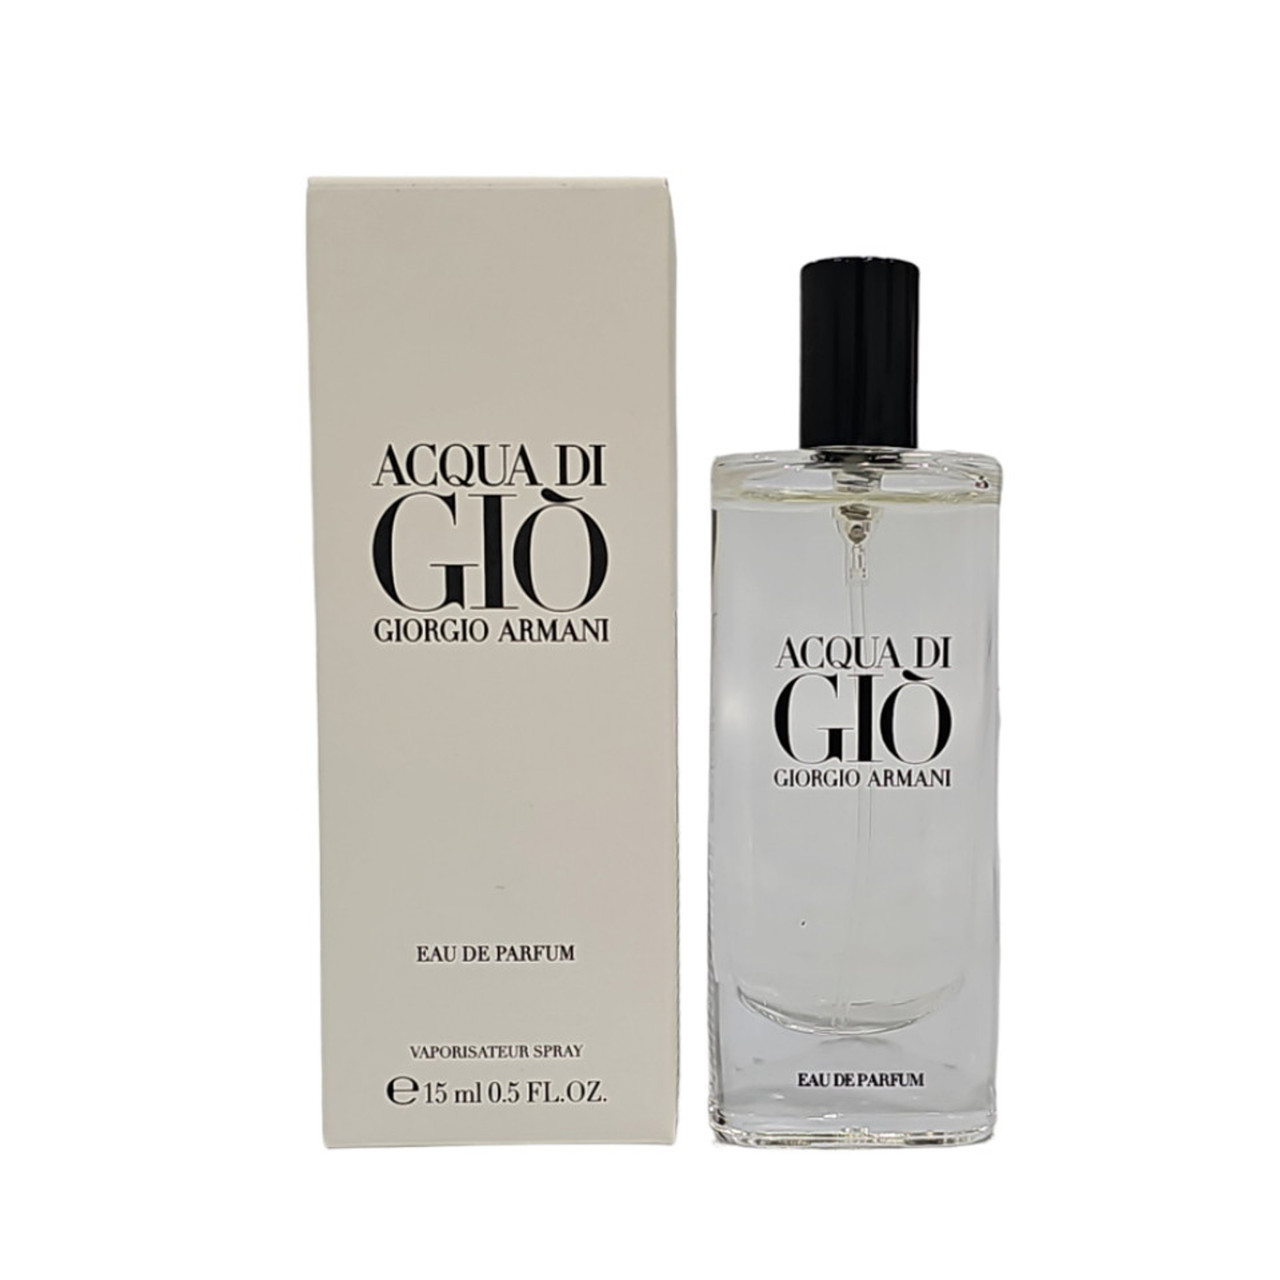 ACQUA DI
GIÒ
GIORGIO ARMANI
EAU DE PARFUM
VAPORISATEUR SPRAY
℮ 15 ml 0.5 FL.OZ.
ACQUA DI
GIÒ
GIORGIO ARMANI
EAU DE PARFUM